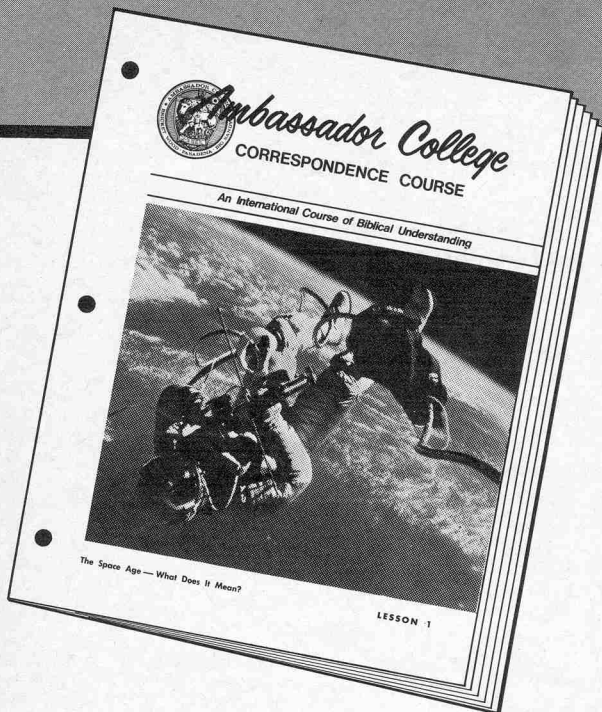 Ambassador College
CORRESPONDENCE COURSE
An International Course of Biblical Understanding
The Space Age — What Does It Mean?
LESSON 1